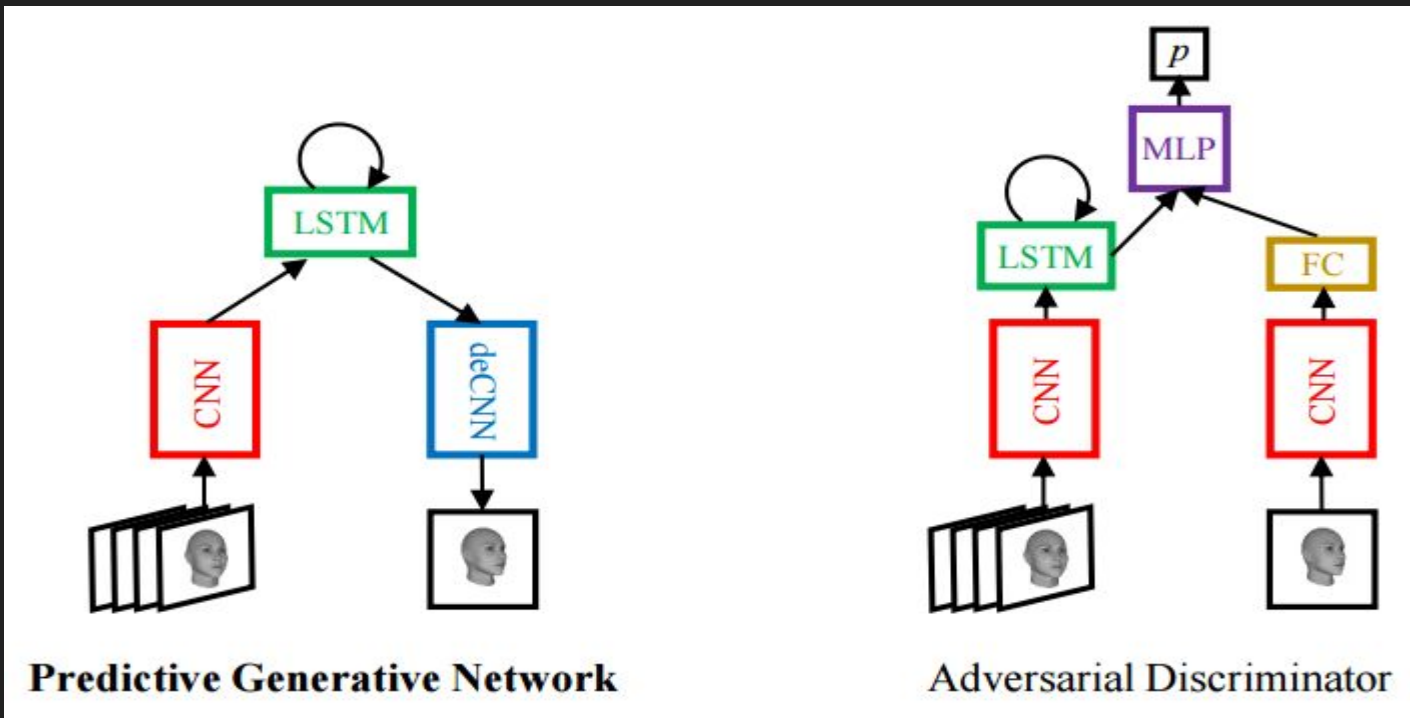 p
MLP
LSTM
LSTM
FC
CNN
deCNN
CNN
CNN
Predictive Generative Network
Adversarial Discriminator